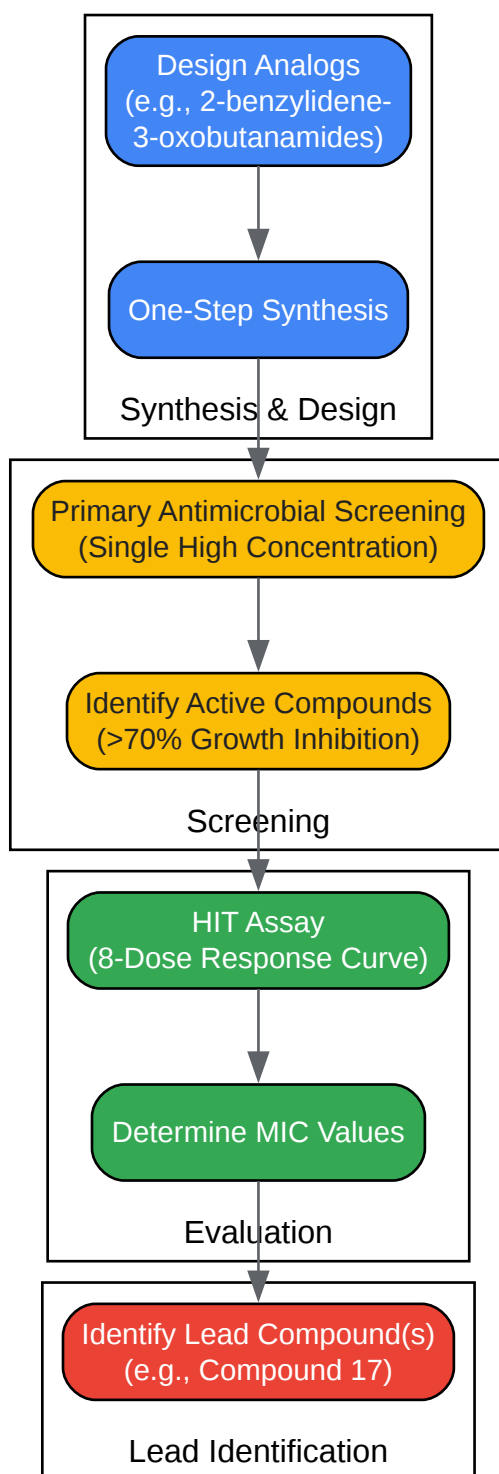 Design Analogs
(e.g., 2-benzylidene-
3-oxobutanamides)
One-Step Synthesis
Synthesis & Design
Primary Antimicrobial Screening
(Single High Concentration)
Identify Active Compounds
(>70% Growth Inhibition)
Screening
HIT Assay
(8-Dose Response Curve)
Determine MIC Values
Evaluation
Identify Lead Compound(s)
(e.g., Compound 17)
Lead Identification